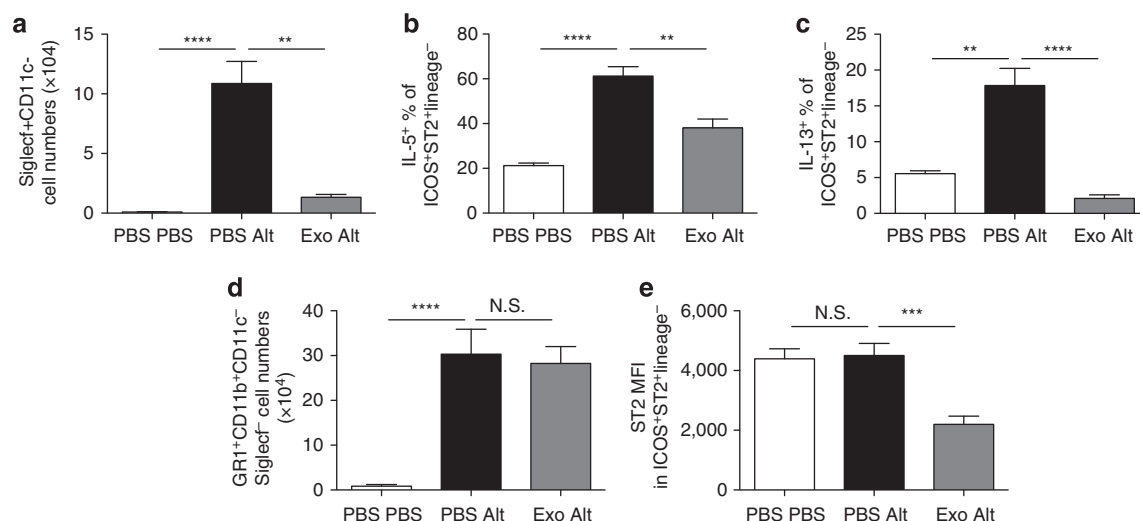 a
Siglecf+CD11c-
cell numbers (×104)
15
10
5
0
****
**
PBS PBS
PBS Alt
Exo Alt
b
IL-5⁺ % of
ICOS⁺ST2⁺lineage⁻
80
60
40
20
0
****
**
PBS PBS
PBS Alt
Exo Alt
c
IL-13⁺ % of
ICOS⁺ST2⁺lineage⁻
25
20
15
10
5
0
**
****
PBS PBS
PBS Alt
Exo Alt
d
GR1⁺CD11b⁺CD11c⁻
Siglecf⁻ cell numbers
(×10⁴)
40
30
20
10
0
****
N.S.
PBS PBS
PBS Alt
Exo Alt
e
ST2 MFI
in ICOS⁺ST2⁺lineage⁻
6,000
4,000
2,000
0
N.S.
***
PBS PBS
PBS Alt
Exo Alt